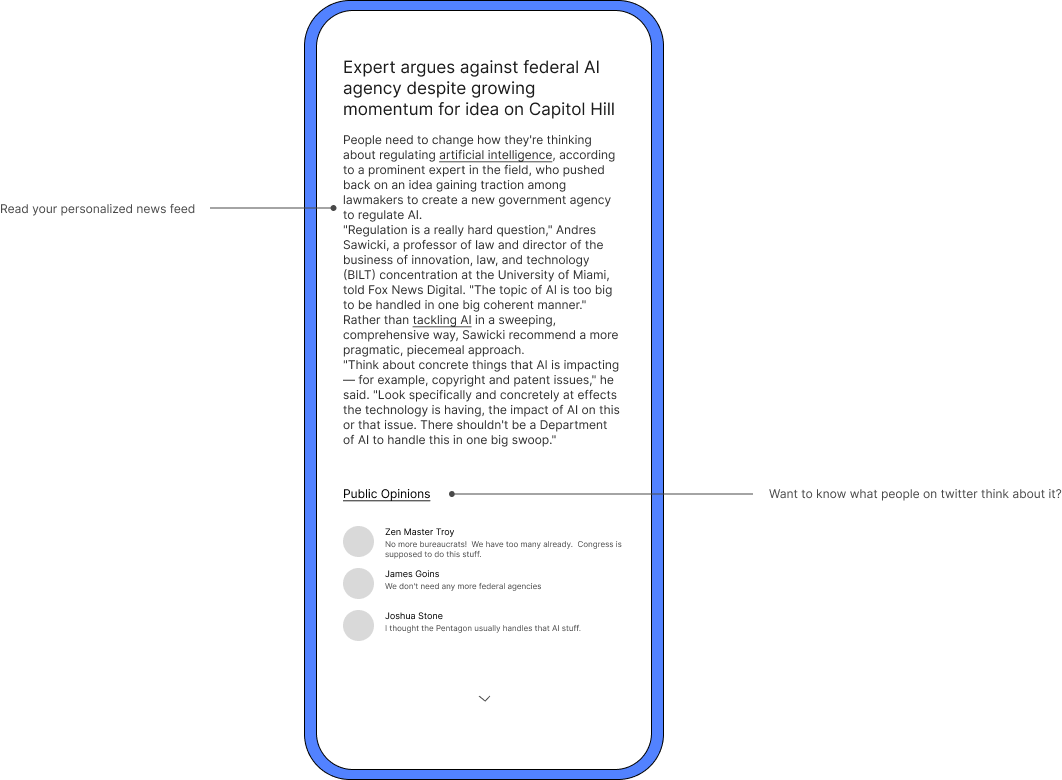 Expert argues against federal AI
agency despite growing
momentum for idea on Capitol Hill
People need to change how they're thinking
about regulating artificial intelligence, according
to a prominent expert in the field, who pushed
back on an idea gaining traction among
lawmakers to create a new government agency
to regulate AI.
"Regulation is a really hard question," Andres
Sawicki, a professor of law and director of the
business of innovation, law, and technology
(BILT) concentration at the University of Miami,
told Fox News Digital. "The topic of AI is too big
to be handled in one big coherent manner."
Rather than tackling AI in a sweeping,
comprehensive way, Sawicki recommend a more
pragmatic, piecemeal approach.
"Think about concrete things that AI is impacting
— for example, copyright and patent issues," he
said. "Look specifically and concretely at effects
the technology is having, the impact of AI on this
or that issue. There shouldn't be a Department
of AI to handle this in one big swoop."
Read your personalized news feed
Public Opinions
Want to know what people on twitter think about it?
Zen Master Troy
No more bureaucrats!  We have too many already.  Congress is
supposed to do this stuff.
James Goins
We don't need any more federal agencies
Joshua Stone
I thought the Pentagon usually handles that AI stuff.